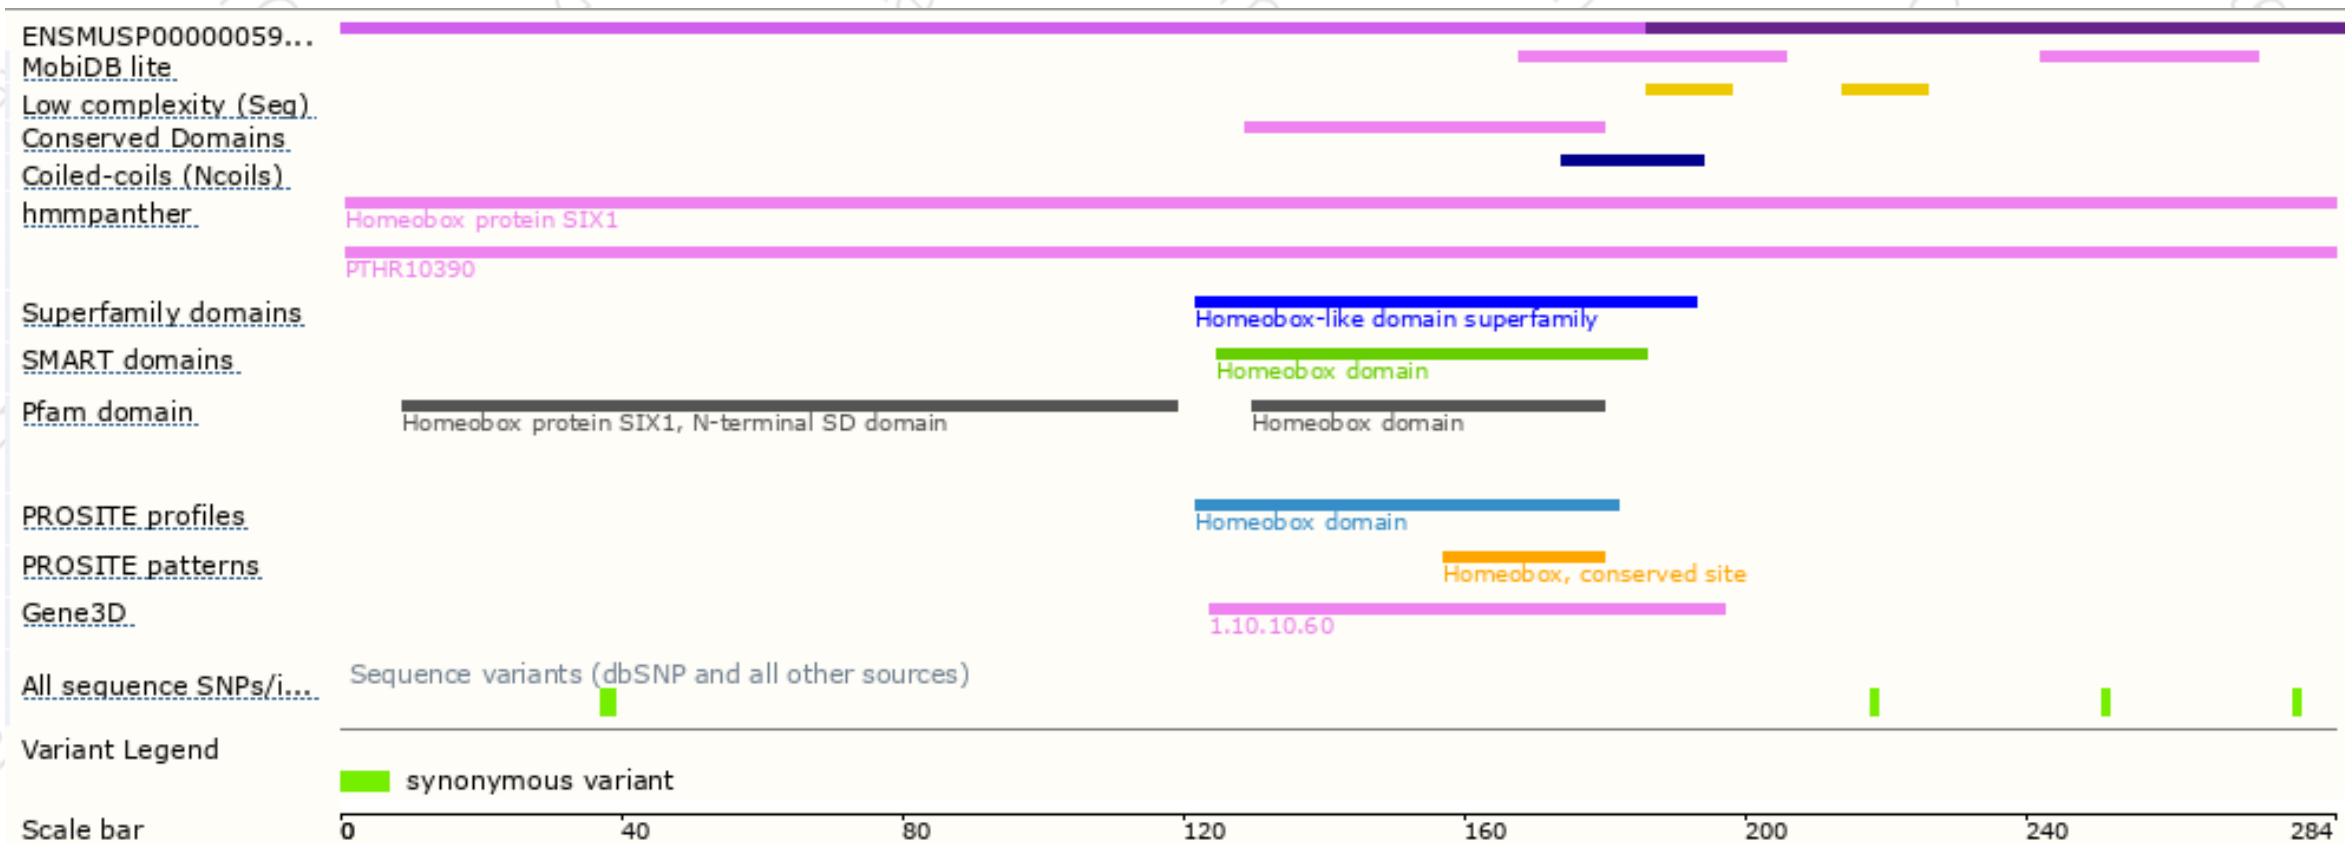 ENSMUSP00000059...
MobiDB lite
Low complexity (Seg)
Conserved Domains
Coiled-coils (Ncoils)
hmmpanther
Homeobox protein SIX1
PTHR10390
Superfamily domains
Homeobox-like domain superfamily
SMART domains
Homeobox domain
Pfam domain
Homeobox protein SIX1, N-terminal SD domain
Homeobox domain
PROSITE profiles
Homeobox domain
PROSITE patterns
Homeobox, conserved site
Gene3D
1.10.10.60
Sequence variants (dbSNP and all other sources)
All sequence SNPs/i...
Variant Legend
synonymous variant
Scale bar
0 40 80 120 160 200 240 284